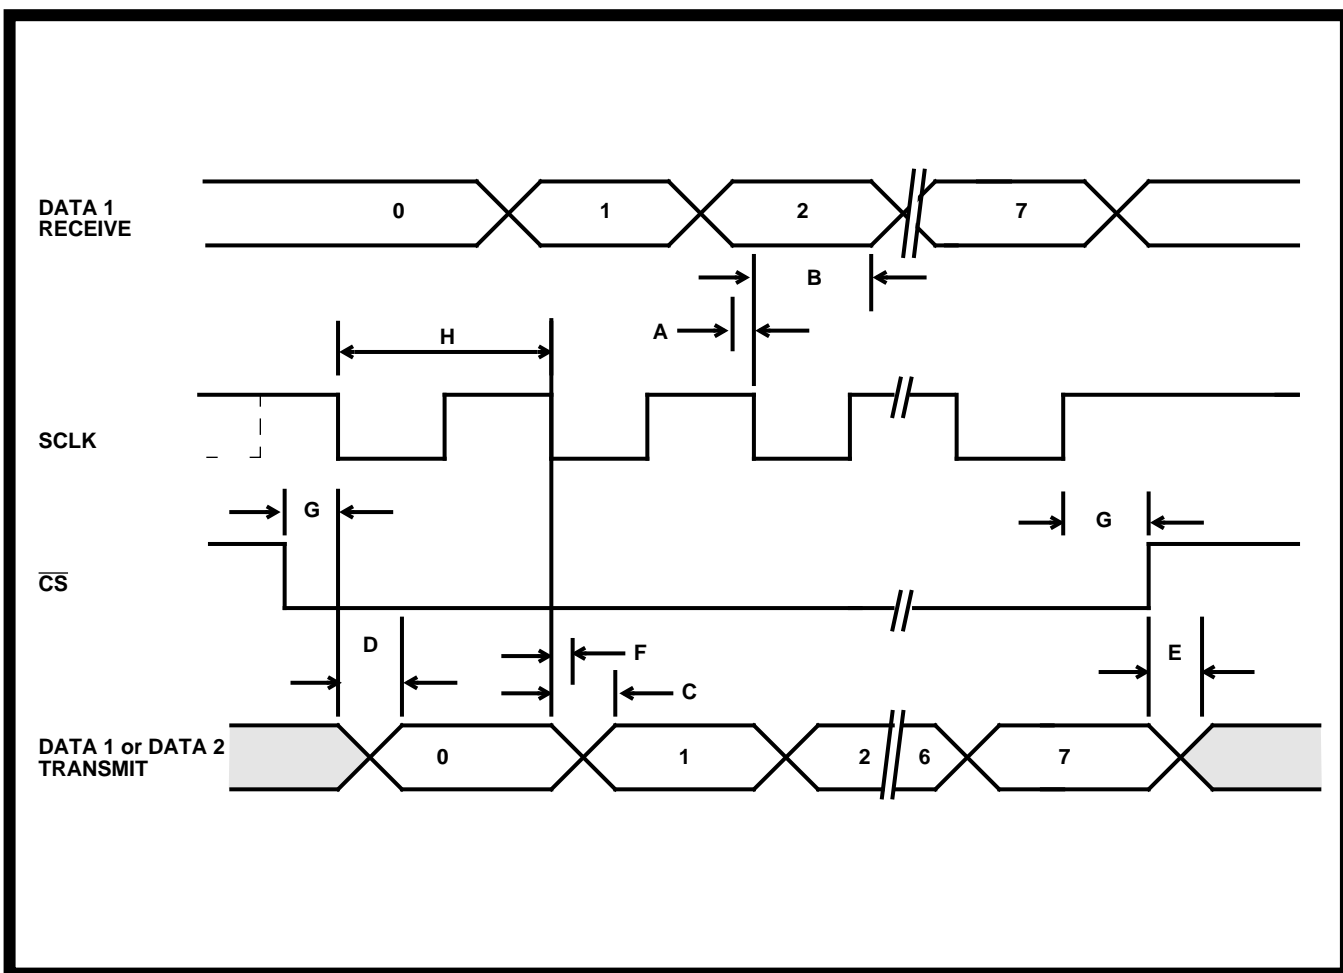 DATA 1
RECEIVE
0 1 2 7
B
A
H
SCLK
G G
CS
D F E
C
DATA 1 or DATA 2
TRANSMIT
0 1 2 6 7